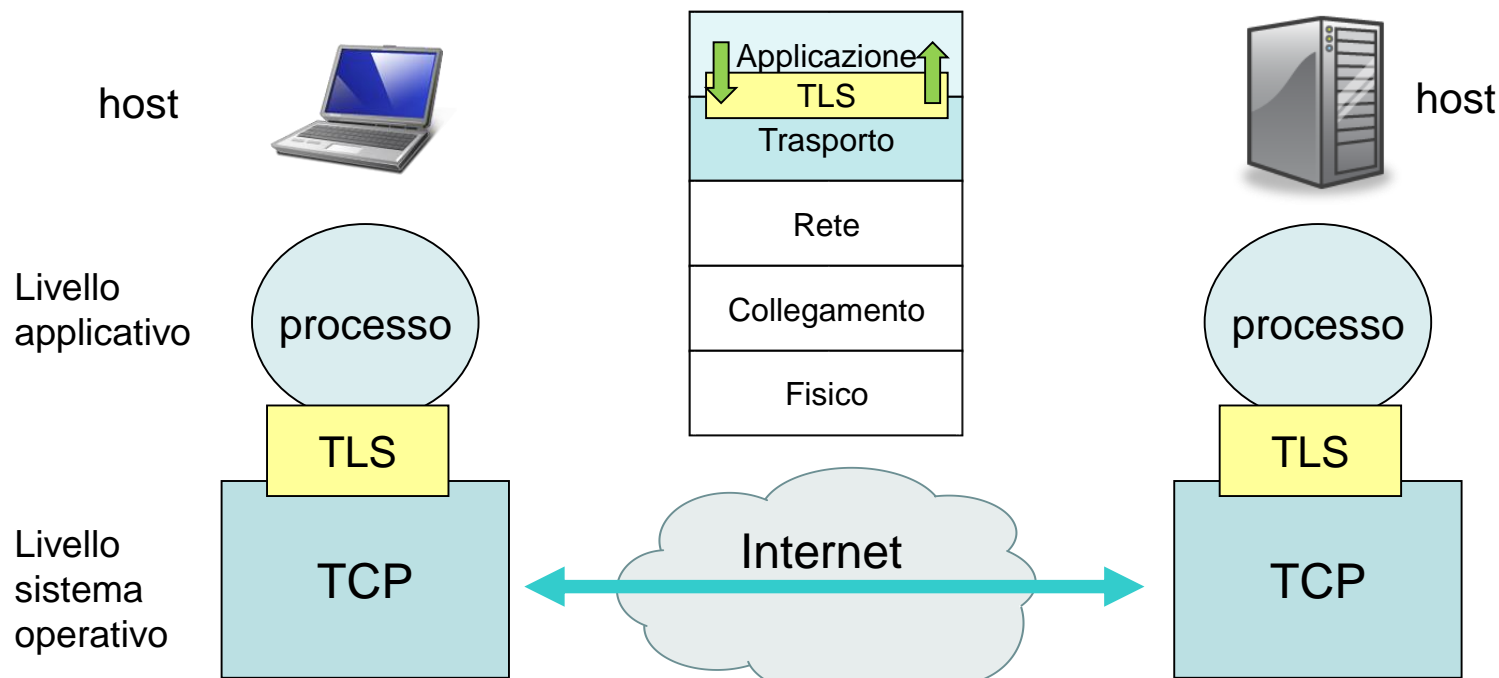 host
Applicazione
TLS
Trasporto
Rete
Collegamento
Fisico
host
Livello
applicativo
processo
TLS
processo
TLS
Livello
sistema
operativo
TCP
Internet
TCP